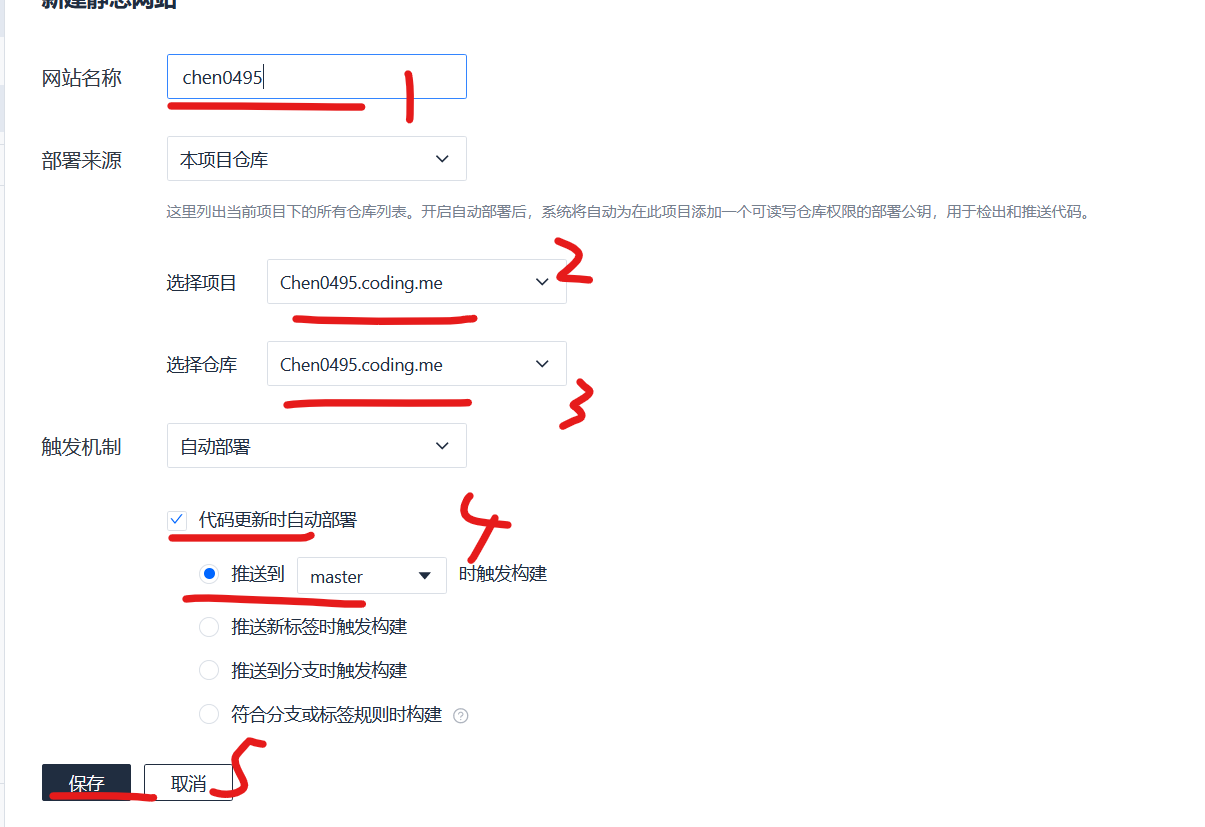 新建静态网站
网站名称 chen0495 1
部署来源 本项目仓库
这里列出当前项目下的所有仓库列表。开启自动部署后，系统将自动为在此项目添加一个可读写仓库权限的部署公钥，用于检出和推送代码。
选择项目 Chen0495.coding.me 2
选择仓库 Chen0495.coding.me 3
触发机制 自动部署
代码更新时自动部署 4
推送到 master 时触发构建
推送新标签时触发构建
推送到分支时触发构建
符合分支或标签规则时构建 ?
保存 取消 5